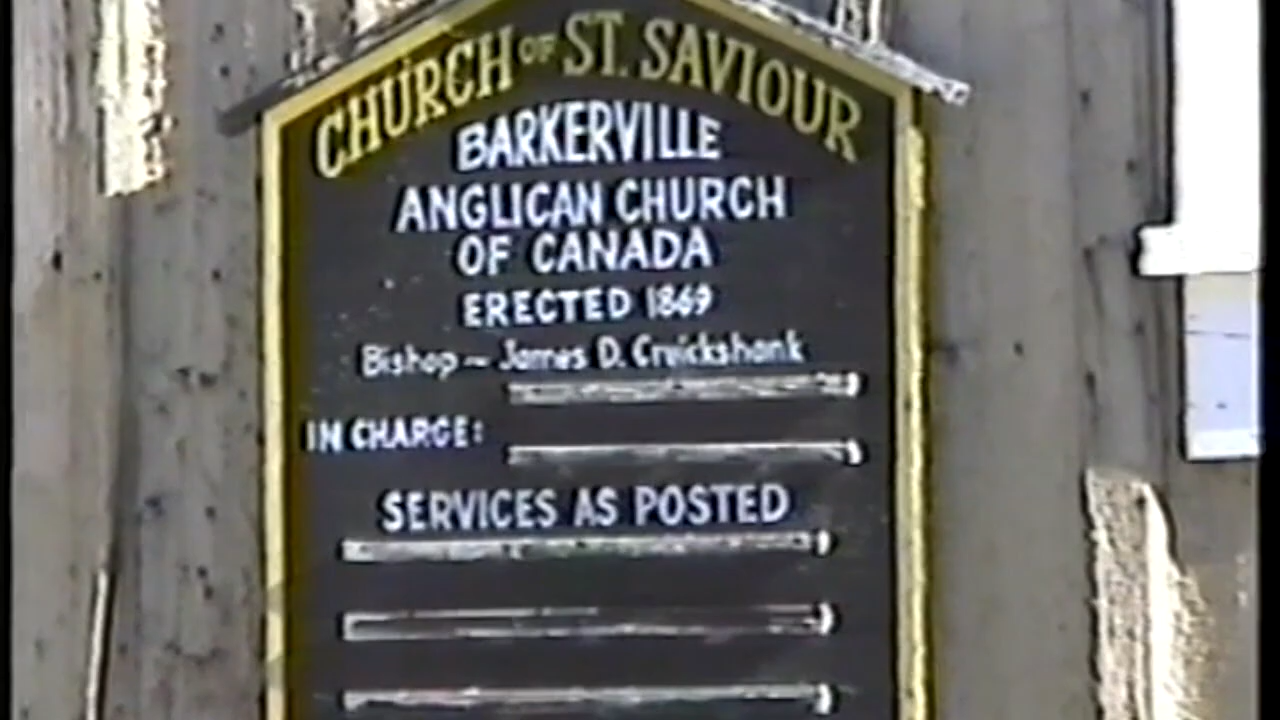 CHURCH OF ST. SAVIOUR
BARKERVILLE
ANGLICAN CHURCH
OF CANADA
ERECTED 1869
Bishop ~ James D. Cruickshank
IN CHARGE:
SERVICES AS POSTED